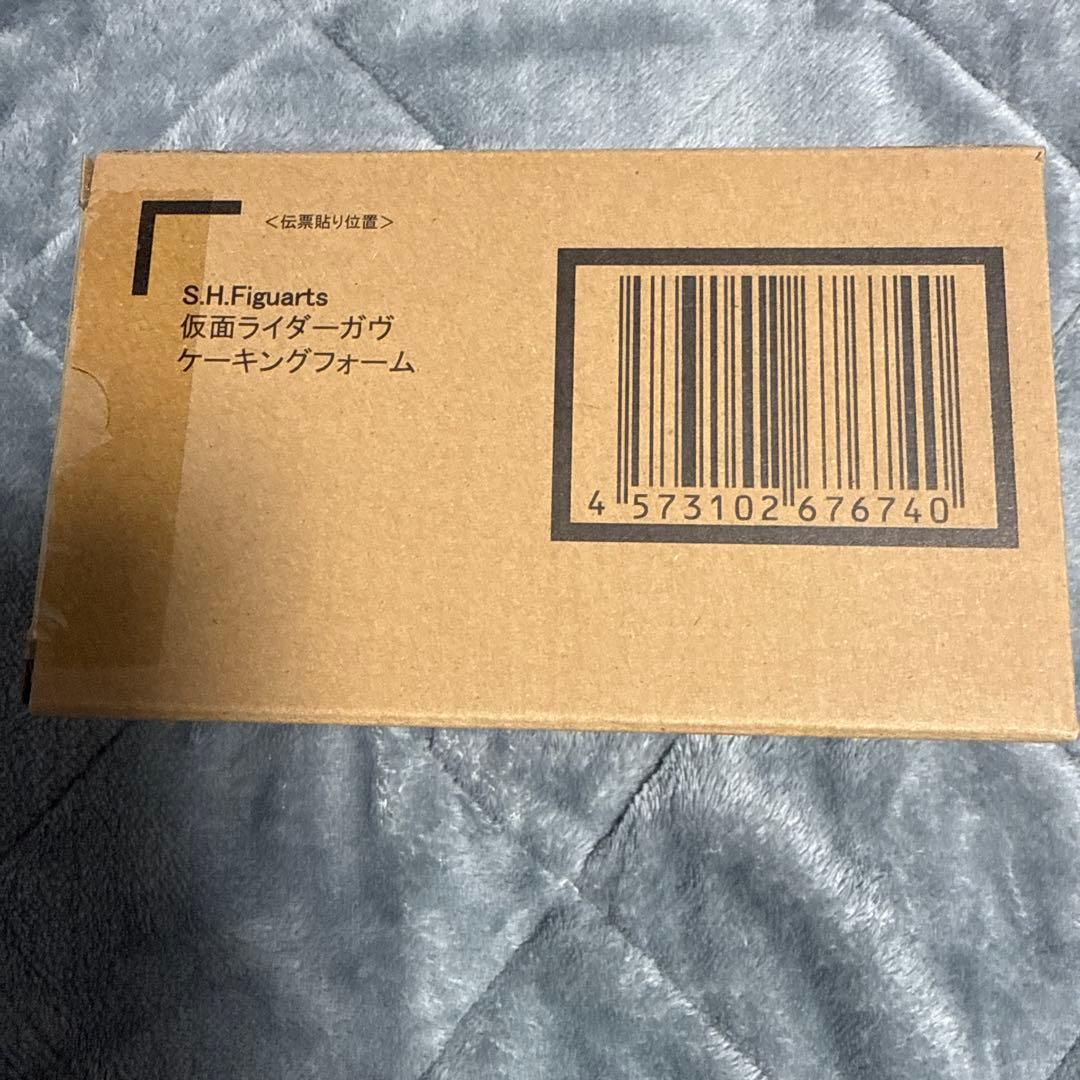 <伝票貼り位置>
S.H.Figuarts
仮面ライダーガヴ
ケーキングフォーム
4 573102 676740